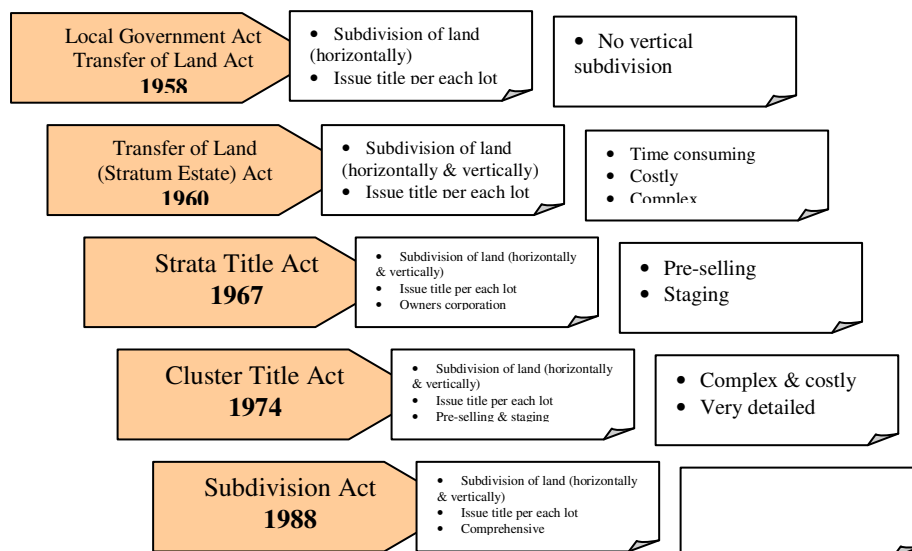 Local Government Act
Transfer of Land Act
1958
• Subdivision of land
(horizontally)
• Issue title per each lot
• No vertical
subdivision
Transfer of Land
(Stratum Estate) Act
1960
• Subdivision of land
(horizontally & vertically)
• Issue title per each lot
• Time consuming
• Costly
• Complex
Strata Title Act
1967
• Subdivision of land (horizontally
& vertically)
• Issue title per each lot
• Owners corporation
• Pre-selling
• Staging
Cluster Title Act
1974
• Subdivision of land (horizontally
& vertically)
• Issue title per each lot
• Pre-selling & staging
• Complex & costly
• Very detailed
Subdivision Act
1988
• Subdivision of land (horizontally
& vertically)
• Issue title per each lot
• Comprehensive